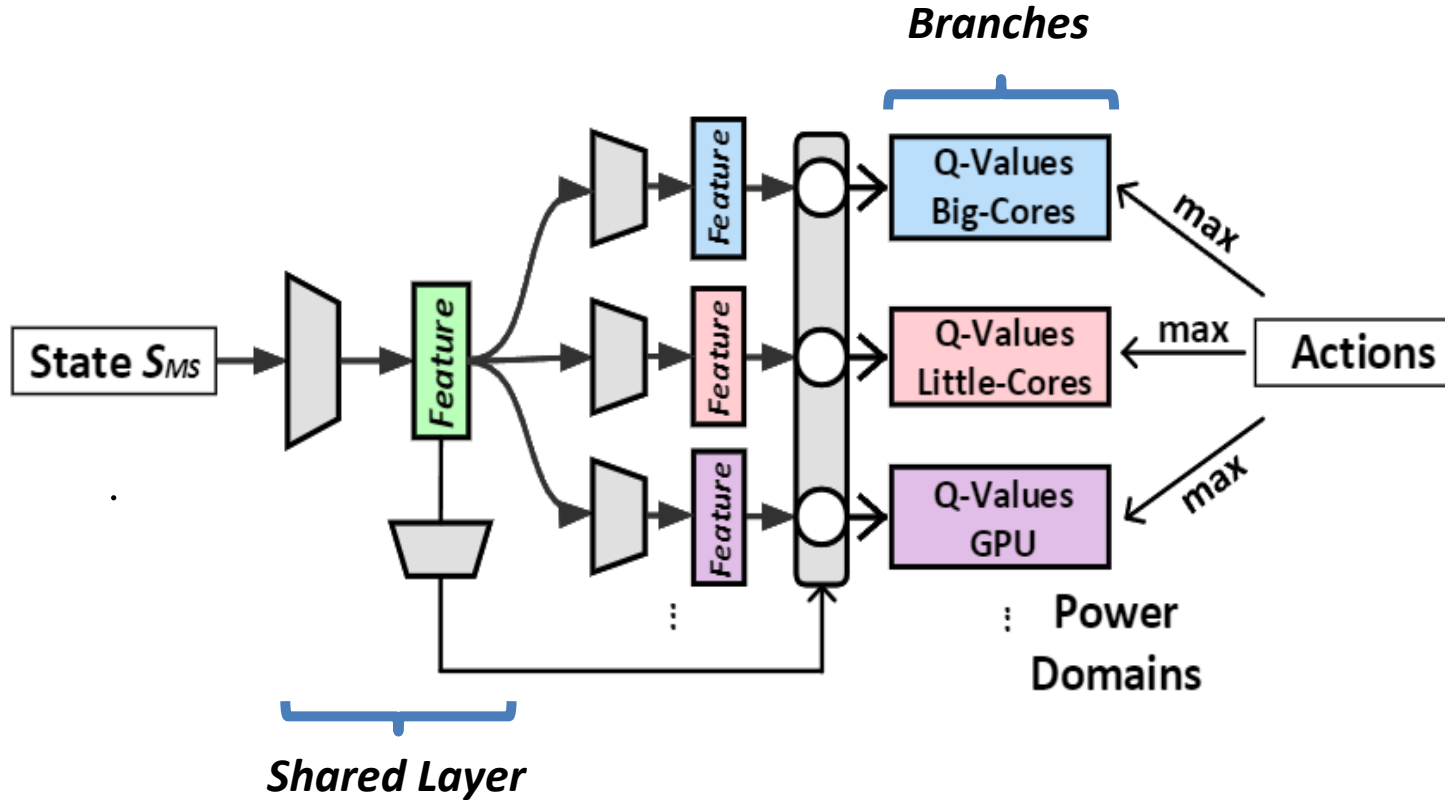 Branches
Feature
Q-Values
Big-Cores
max
State SMS
Feature
Feature
Q-Values
Little-Cores
max
Actions
Feature
Q-Values
GPU
max
...
...
Power
Domains
Shared Layer